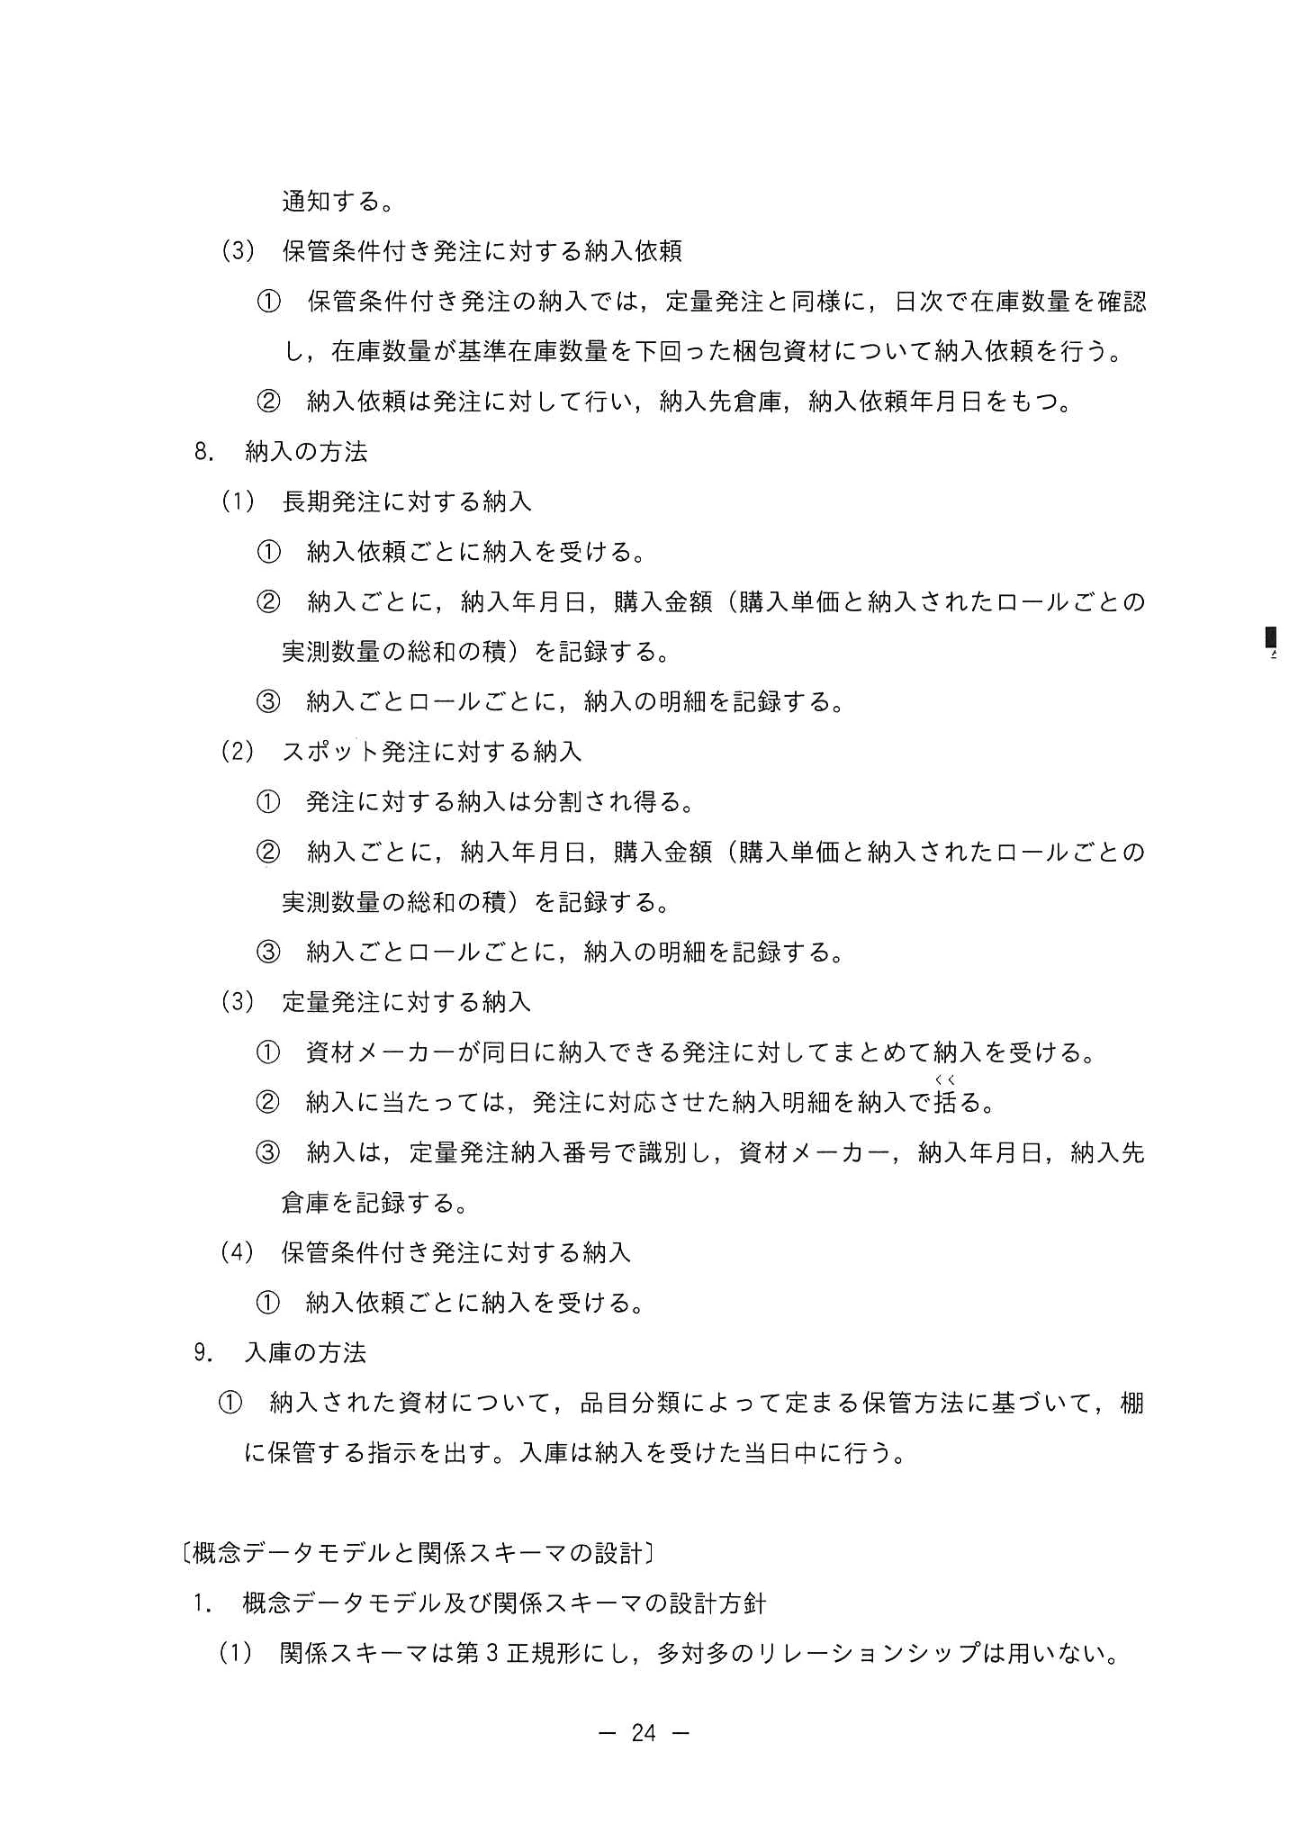 通知する。
(3) 保管条件付き発注に対する納入依頼
① 保管条件付き発注の納入では，定量発注と同様に，日次で在庫数量を確認
し，在庫数量が基準在庫数量を下回った梱包資材について納入依頼を行う。
② 納入依頼は発注に対して行い，納入先倉庫，納入依頼年月日をもつ。
8. 納入の方法
(1) 長期発注に対する納入
① 納入依頼ごとに納入を受ける。
② 納入ごとに，納入年月日，購入金額（購入単価と納入されたロールごとの
実測数量の総和の積）を記録する。
③ 納入ごとロールごとに，納入の明細を記録する。
(2) スポット発注に対する納入
① 発注に対する納入は分割され得る。
② 納入ごとに，納入年月日，購入金額（購入単価と納入されたロールごとの
実測数量の総和の積）を記録する。
③ 納入ごとロールごとに，納入の明細を記録する。
(3) 定量発注に対する納入
① 資材メーカーが同日に納入できる発注に対してまとめて納入を受ける。
くく
② 納入に当たっては，発注に対応させた納入明細を納入で括る。
③ 納入は，定量発注納入番号で識別し，資材メーカー，納入年月日，納入先
倉庫を記録する。
(4) 保管条件付き発注に対する納入
① 納入依頼ごとに納入を受ける。
9. 入庫の方法
① 納入された資材について，品目分類によって定まる保管方法に基づいて，棚
に保管する指示を出す。入庫は納入を受けた当日中に行う。
〔概念データモデルと関係スキーマの設計〕
1. 概念データモデル及び関係スキーマの設計方針
(1) 関係スキーマは第3正規形にし，多対多のリレーションシップは用いない。
― 24 ―